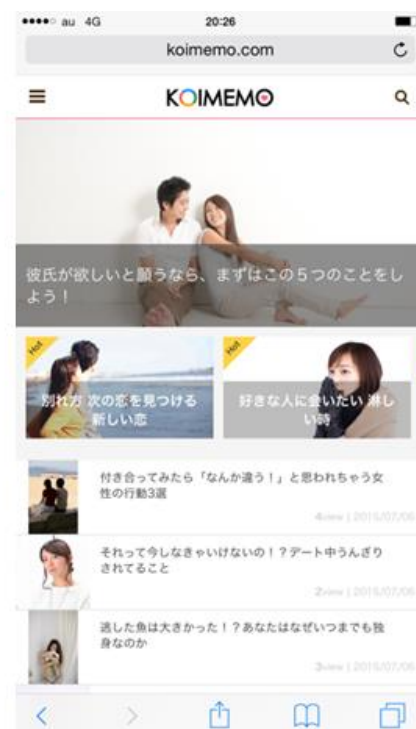 au 4G 20:26
koimemo.com
KOIMEMO
彼氏が欲しいと願うなら、まずはこの５つのことをし
よう！
Hot
別れ方 次の恋を見つける
新しい恋
Hot
好きな人に会いたい 淋し
い時
付き合ってみたら「なんか違う！」と思われちゃう女
性の行動3選
4view | 2015/07/06
それって今しなきゃいけないの！？デート中うんざり
されてること
2view | 2015/07/06
逃した魚は大きかった！？あなたはなぜいつまでも独
身なのか
3view | 2015/07/06